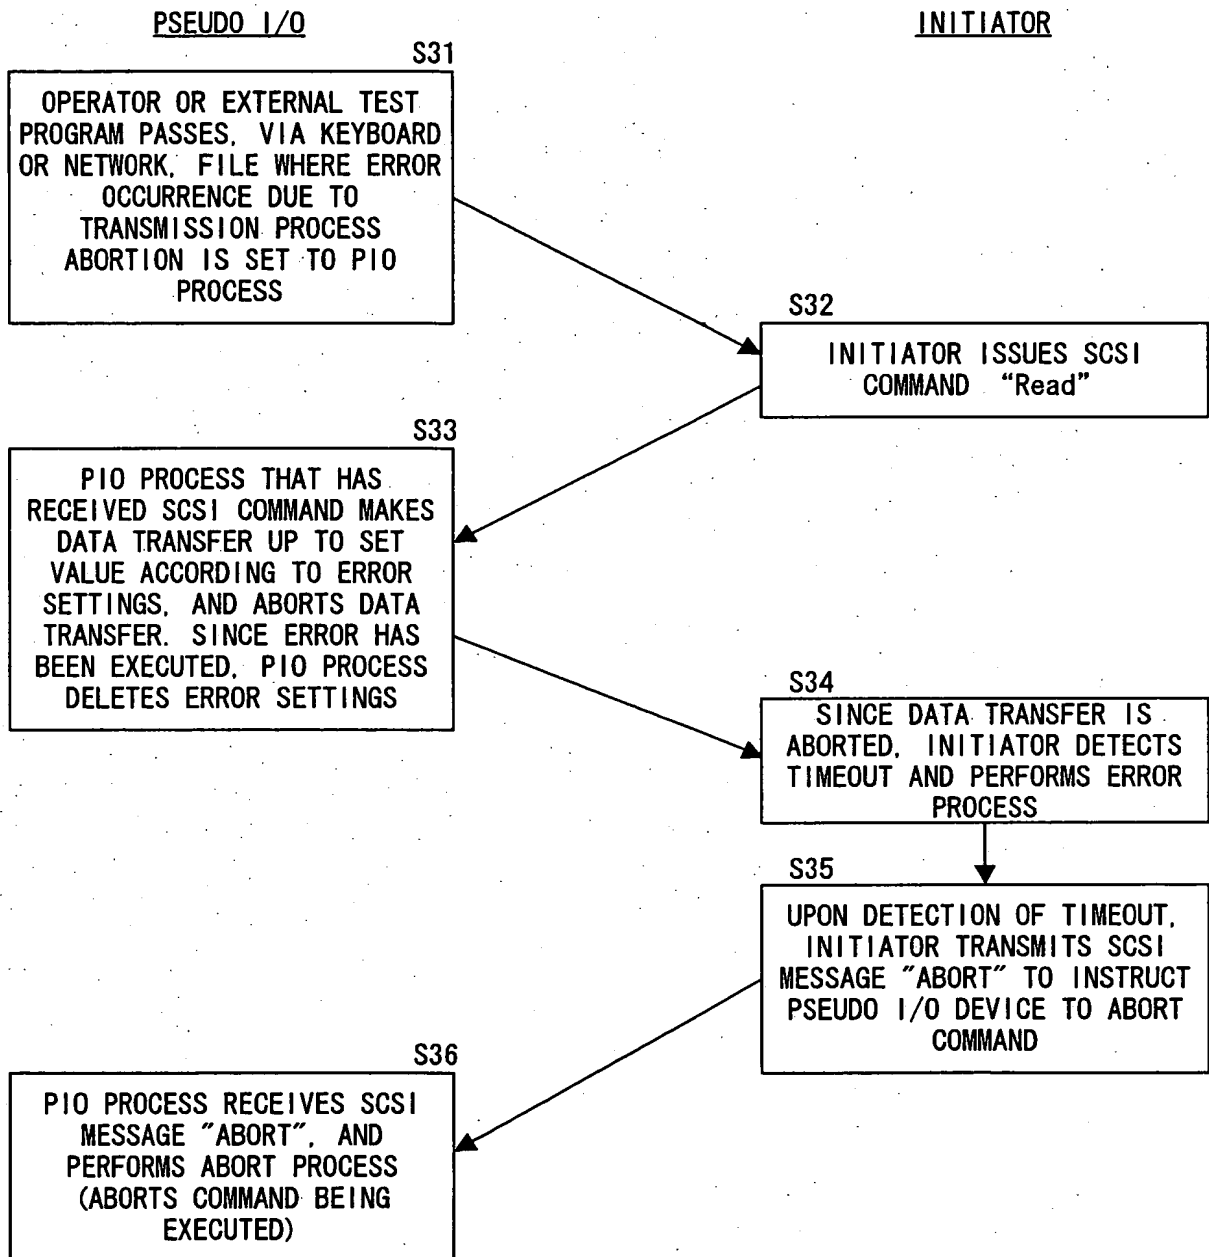 PSEUDO I/O
INITIATOR
S31
OPERATOR OR EXTERNAL TEST
PROGRAM PASSES, VIA KEYBOARD
OR NETWORK, FILE WHERE ERROR
OCCURRENCE DUE TO
TRANSMISSION PROCESS
ABORTION IS SET TO PIO
PROCESS
S32
INITIATOR ISSUES SCSI
COMMAND “Read”
S33
PIO PROCESS THAT HAS
RECEIVED SCSI COMMAND MAKES
DATA TRANSFER UP TO SET
VALUE ACCORDING TO ERROR
SETTINGS, AND ABORTS DATA
TRANSFER. SINCE ERROR HAS
BEEN EXECUTED, PIO PROCESS
DELETES ERROR SETTINGS
S34
SINCE DATA TRANSFER IS
ABORTED, INITIATOR DETECTS
TIMEOUT AND PERFORMS ERROR
PROCESS
S35
UPON DETECTION OF TIMEOUT,
INITIATOR TRANSMITS SCSI
MESSAGE "ABORT" TO INSTRUCT
PSEUDO I/O DEVICE TO ABORT
COMMAND
S36
PIO PROCESS RECEIVES SCSI
MESSAGE "ABORT", AND
PERFORMS ABORT PROCESS
(ABORTS COMMAND BEING
EXECUTED)